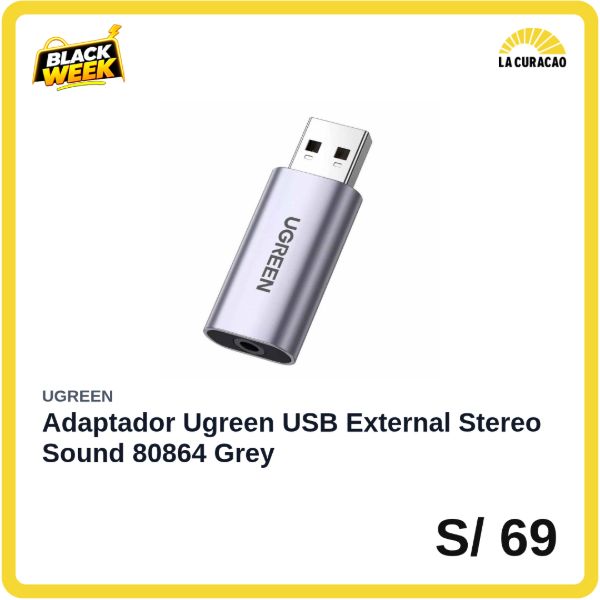 BLACK
WEEK
LA CURACAO
UGREEN
UGREEN
Adaptador Ugreen USB External Stereo
Sound 80864 Grey
S/ 69